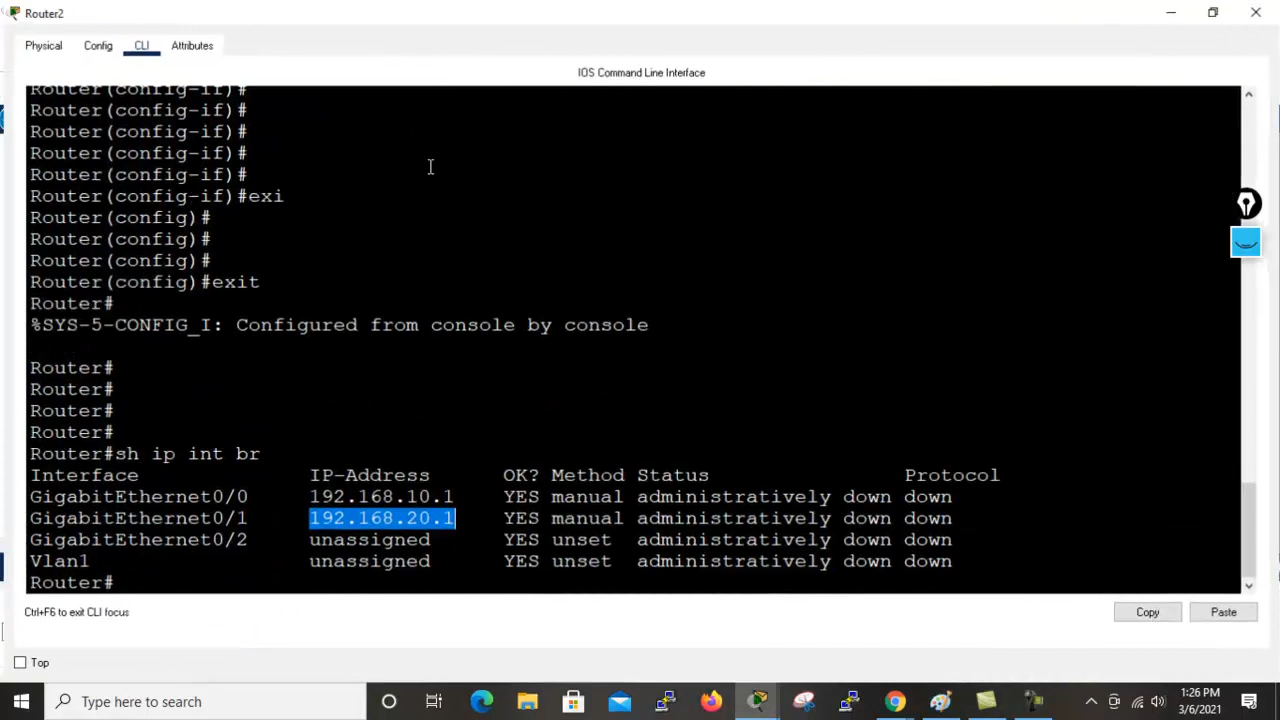 Router2
Physical Config CLI Attributes
IOS Command Line Interface
Router(config-if)#
Router(config-if)#
Router(config-if)#
Router(config-if)#
Router(config-if)#
Router(config-if)#exi
Router(config)#
Router(config)#
Router(config)#
Router(config)#exit
Router#
%SYS-5-CONFIG_I: Configured from console by console
Router#
Router#
Router#
Router#
Router#sh ip int br
Interface IP-Address OK? Method Status Protocol
GigabitEthernet0/0 192.168.10.1 YES manual administratively down down
GigabitEthernet0/1 192.168.20.1 YES manual administratively down down
GigabitEthernet0/2 unassigned YES unset administratively down down
Vlan1 unassigned YES unset administratively down down
Router#
Ctrl+F6 to exit CLI focus
Copy Paste
Top
Type here to search
1:26 PM
3/6/2021